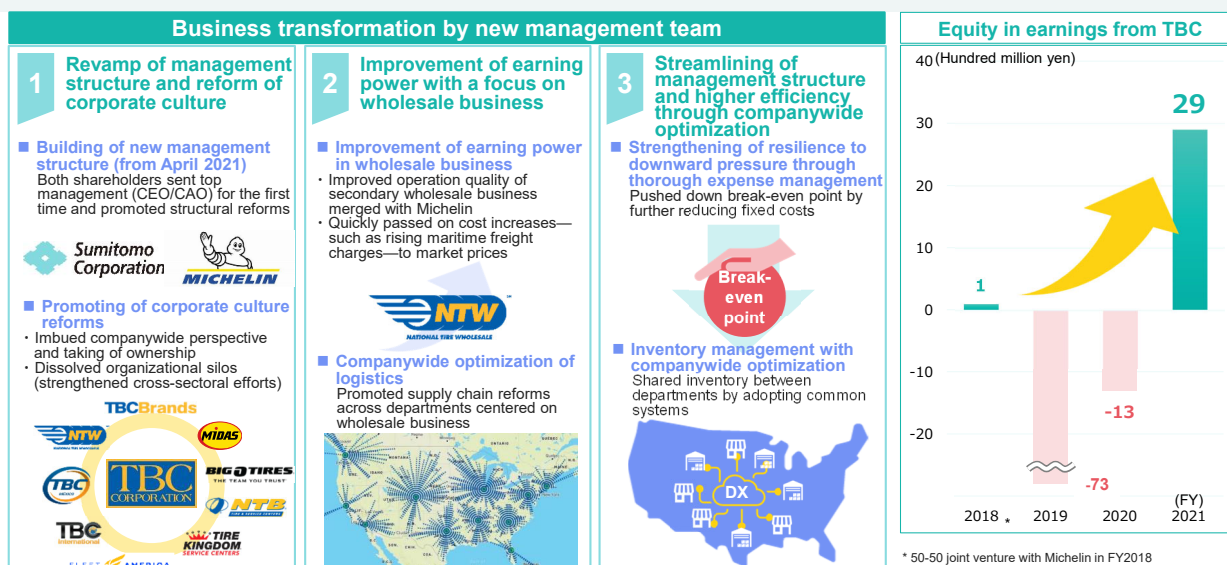 Business transformation by new management team
1
Revamp of management
structure and reform of
corporate culture
■ Building of new management
structure (from April 2021)
Both shareholders sent top
management (CEO/CAO) for the first
time and promoted structural reforms
Sumitomo
Corporation
MICHELIN
■ Promoting of corporate culture
reforms
・Imbued companywide perspective
and taking of ownership
・Dissolved organizational silos
(strengthened cross-sectoral efforts)
TBCBrands
NTW
MIDAS
TBC
MEXICO
TBC
CORPORATION
BIG O TIRES
THE TEAM YOU TRUST
NTB
TIRE & SERVICE CENTERS
TBC
International
TIRE
KINGDOM
SERVICE CENTERS
FLEET AMERICA
2
Improvement of earning
power with a focus on
wholesale business
■ Improvement of earning power
in wholesale business
・Improved operation quality of
secondary wholesale business
merged with Michelin
・Quickly passed on cost increases—
such as rising maritime freight
charges—to market prices
NTW
NATIONAL TIRE WHOLESALE
■ Companywide optimization of
logistics
Promoted supply chain reforms
across departments centered on
wholesale business
3
Streamlining of
management structure
and higher efficiency
through companywide
optimization
■ Strengthening of resilience to
downward pressure through
thorough expense management
Pushed down break-even point by
further reducing fixed costs
Break-
even
point
■ Inventory management with
companywide optimization
Shared inventory between
departments by adopting common
systems
DX
Equity in earnings from TBC
(Hundred million yen)
40
30
20
10
0
-10
-20
1
-73
-13
29
2018 *
2019
2020
(FY)
2021
* 50-50 joint venture with Michelin in FY2018